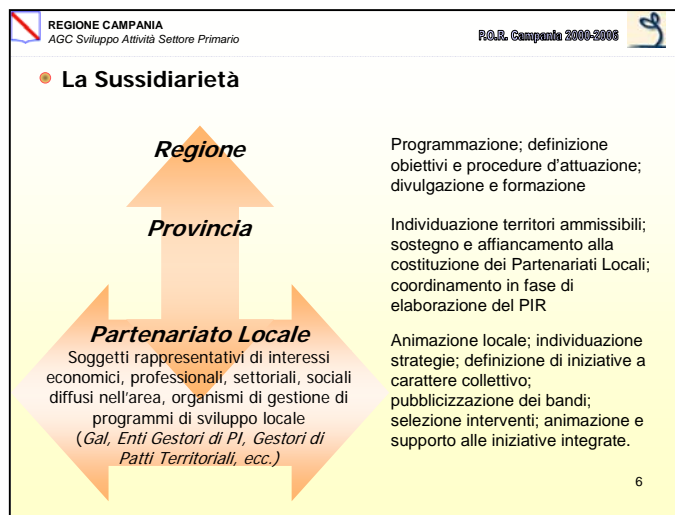 REGIONE CAMPANIA
AGC Sviluppo Attività Settore Primario
P.O.R. Campania 2000-2006
La Sussidiarietà
Regione
Programmazione; definizione
obiettivi e procedure d'attuazione;
divulgazione e formazione
Provincia
Individuazione territori ammissibili;
sostegno e affiancamento alla
costituzione dei Partenariati Locali;
coordinamento in fase di
elaborazione del PIR
Partenariato Locale
Soggetti rappresentativi di interessi
economici, professionali, settoriali, sociali
diffusi nell'area, organismi di gestione di
programmi di sviluppo locale
(Gal, Enti Gestori di PI, Gestori di
Patti Territoriali, ecc.)
Animazione locale; individuazione
strategie; definizione di iniziative a
carattere collettivo;
pubblicizzazione dei bandi;
selezione interventi; animazione e
supporto alle iniziative integrate.
6